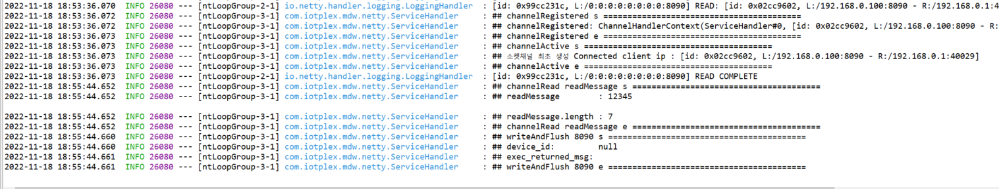 2022-11-18 18:53:36.070 INFO 26080 --- [ntLoopGroup-2-1] io.netty.handler.logging.LoggingHandler : [id: 0x99cc231c, L:/0:0:0:0:0:0:0:0:8090] READ: [id: 0x02cc9602, L:/192.168.0.100:8090 - R:/192.168.0.1:4
2022-11-18 18:53:36.072 INFO 26080 --- [ntLoopGroup-3-1] com.iotplex.mdw.netty.ServiceHandler : ## channelRegistered s =========================================
2022-11-18 18:53:36.072 INFO 26080 --- [ntLoopGroup-3-1] com.iotplex.mdw.netty.ServiceHandler : ## channelRegistered: ChannelHandlerContext(ServiceHandler#0, [id: 0x02cc9602, L:/192.168.0.100:8090 - R:
2022-11-18 18:53:36.073 INFO 26080 --- [ntLoopGroup-3-1] com.iotplex.mdw.netty.ServiceHandler : ## channelRegistered e =========================================
2022-11-18 18:53:36.073 INFO 26080 --- [ntLoopGroup-3-1] com.iotplex.mdw.netty.ServiceHandler : ## channelActive s =======================================
2022-11-18 18:53:36.073 INFO 26080 --- [ntLoopGroup-3-1] com.iotplex.mdw.netty.ServiceHandler : ## 소켓채널 최조 생성 Connected client ip : [id: 0x02cc9602, L:/192.168.0.100:8090 - R:/192.168.0.1:40029]
2022-11-18 18:53:36.073 INFO 26080 --- [ntLoopGroup-3-1] com.iotplex.mdw.netty.ServiceHandler : ## channelActive e =======================================
2022-11-18 18:53:36.073 INFO 26080 --- [ntLoopGroup-2-1] io.netty.handler.logging.LoggingHandler : [id: 0x99cc231c, L:/0:0:0:0:0:0:0:0:8090] READ COMPLETE
2022-11-18 18:55:44.652 INFO 26080 --- [ntLoopGroup-3-1] com.iotplex.mdw.netty.ServiceHandler : ## channelRead readMessage s =======================================
2022-11-18 18:55:44.652 INFO 26080 --- [ntLoopGroup-3-1] com.iotplex.mdw.netty.ServiceHandler : ## readMessage : 12345
2022-11-18 18:55:44.652 INFO 26080 --- [ntLoopGroup-3-1] com.iotplex.mdw.netty.ServiceHandler : ## readMessage.length : 7
2022-11-18 18:55:44.652 INFO 26080 --- [ntLoopGroup-3-1] com.iotplex.mdw.netty.ServiceHandler : ## channelRead readMessage e =======================================
2022-11-18 18:55:44.660 INFO 26080 --- [ntLoopGroup-3-1] com.iotplex.mdw.netty.ServiceHandler : ## writeAndFlush 8090 s =========================================
2022-11-18 18:55:44.660 INFO 26080 --- [ntLoopGroup-3-1] com.iotplex.mdw.netty.ServiceHandler : ## device_id: null
2022-11-18 18:55:44.661 INFO 26080 --- [ntLoopGroup-3-1] com.iotplex.mdw.netty.ServiceHandler : ## exec_returned_msg:
2022-11-18 18:55:44.661 INFO 26080 --- [ntLoopGroup-3-1] com.iotplex.mdw.netty.ServiceHandler : ## writeAndFlush 8090 e =========================================